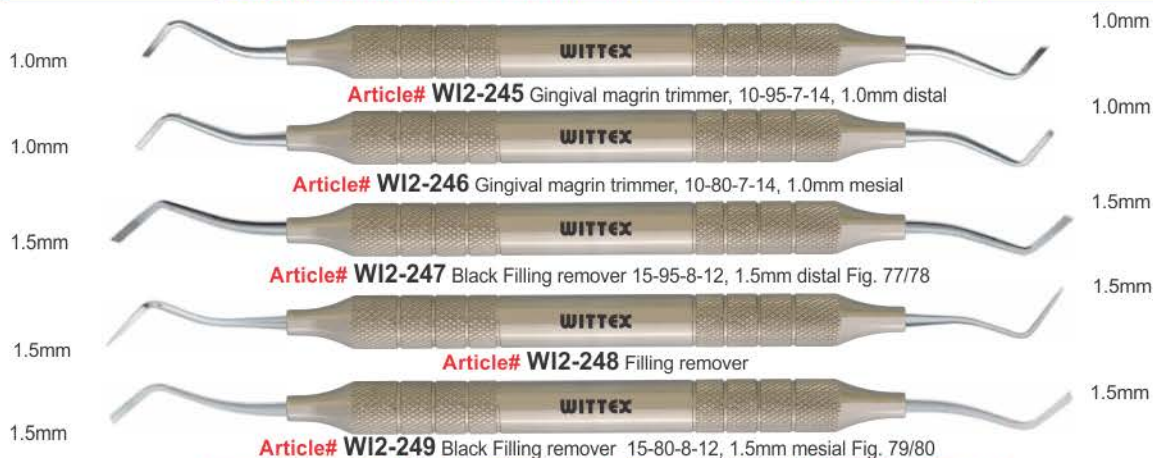 1.0mm
WITTEX
1.0mm
Article# WI2-245 Gingival magrin trimmer, 10-95-7-14, 1.0mm distal
1.0mm
WITTEX
1.0mm
Article# WI2-246 Gingival magrin trimmer, 10-80-7-14, 1.0mm mesial
1.5mm
WITTEX
1.5mm
Article# WI2-247 Black Filling remover 15-95-8-12, 1.5mm distal Fig. 77/78
1.5mm
WITTEX
1.5mm
Article# WI2-248 Filling remover
1.5mm
WITTEX
1.5mm
Article# WI2-249 Black Filling remover 15-80-8-12, 1.5mm mesial Fig. 79/80